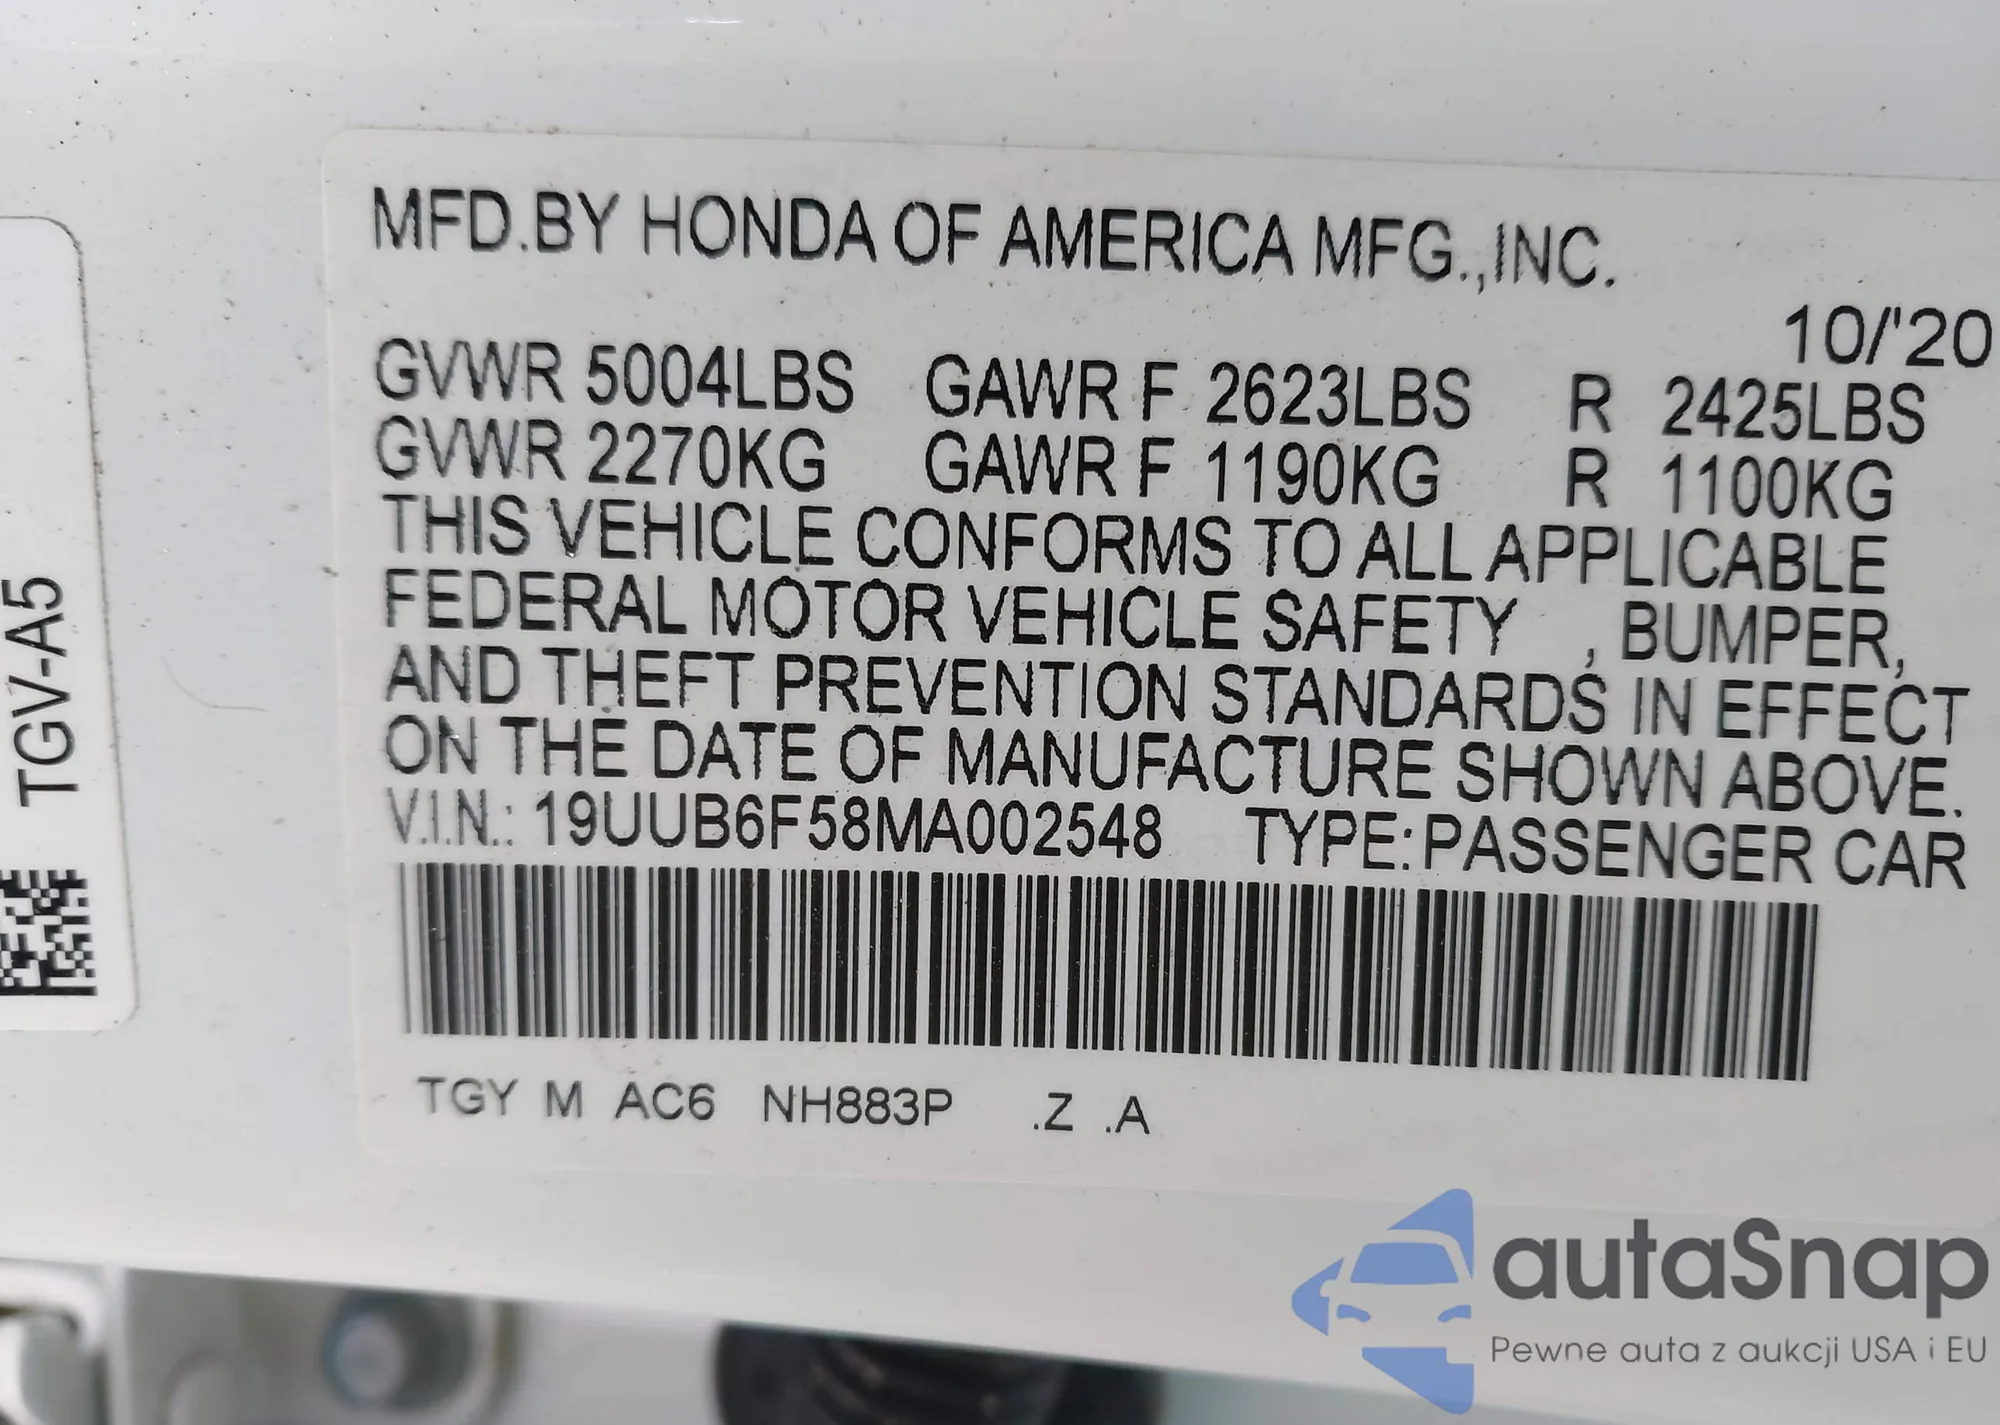 MFD.BY HONDA OF AMERICA MFG.,INC.
10/'20
GVWR 5004LBS GAWR F 2623LBS R 2425LBS
GVWR 2270KG GAWR F 1190KG R 1100KG
THIS VEHICLE CONFORMS TO ALL APPLICABLE
FEDERAL MOTOR VEHICLE SAFETY , BUMPER,
AND THEFT PREVENTION STANDARDS IN EFFECT
ON THE DATE OF MANUFACTURE SHOWN ABOVE.
V.I.N.: 19UUB6F58MA002548 TYPE:PASSENGER CAR
TGY M AC6 NH883P .Z .A
TGV-A5
autaSnap
Pewne auta z aukcji USA i EU